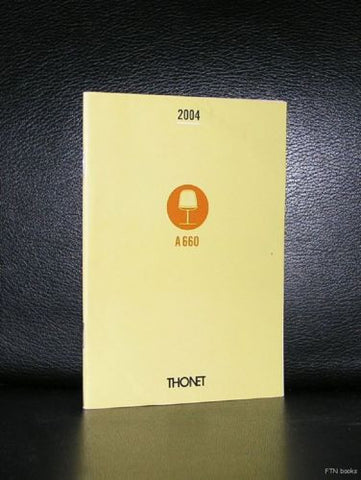 2004
A 660
THONET
FTN books